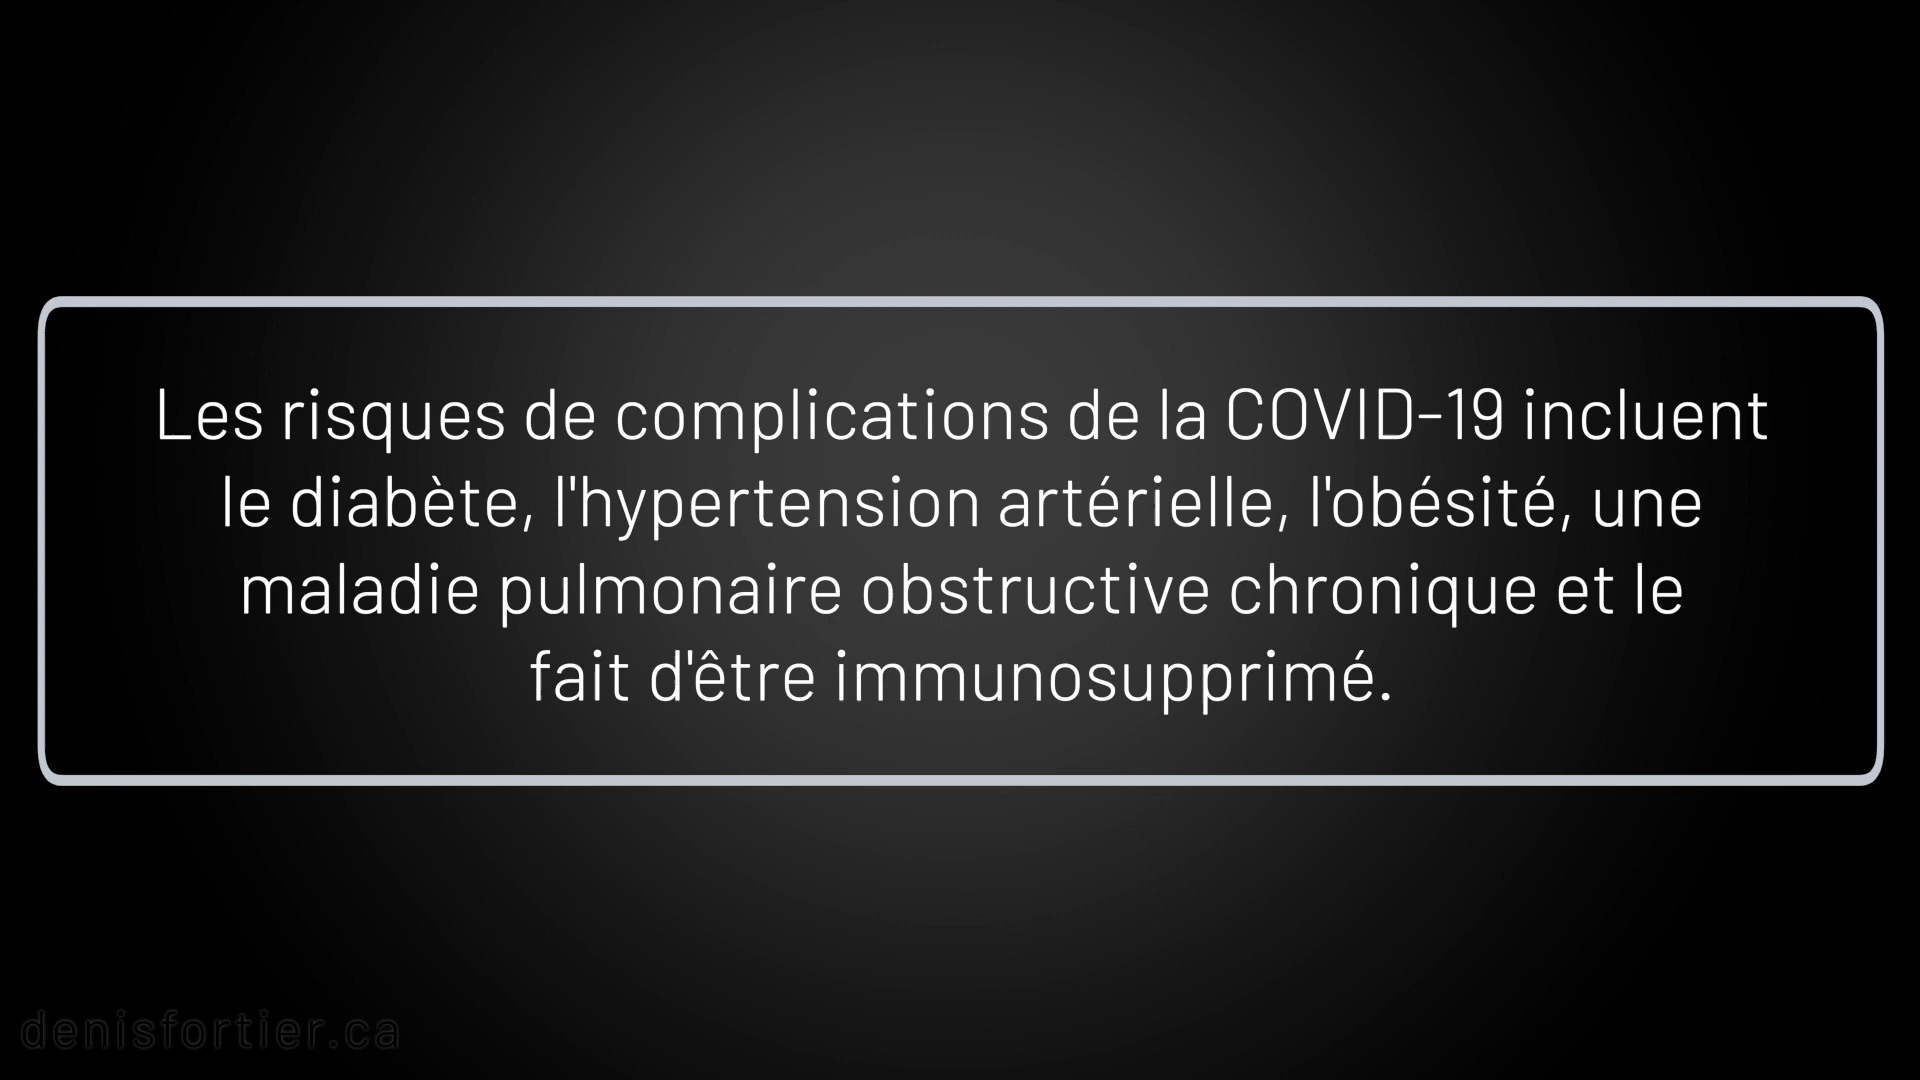 Les risques de complications de la COVID-19 incluent
le diabète, l'hypertension artérielle, l'obésité, une
maladie pulmonaire obstructive chronique et le
fait d'être immunosupprimé.
denisfortier.ca